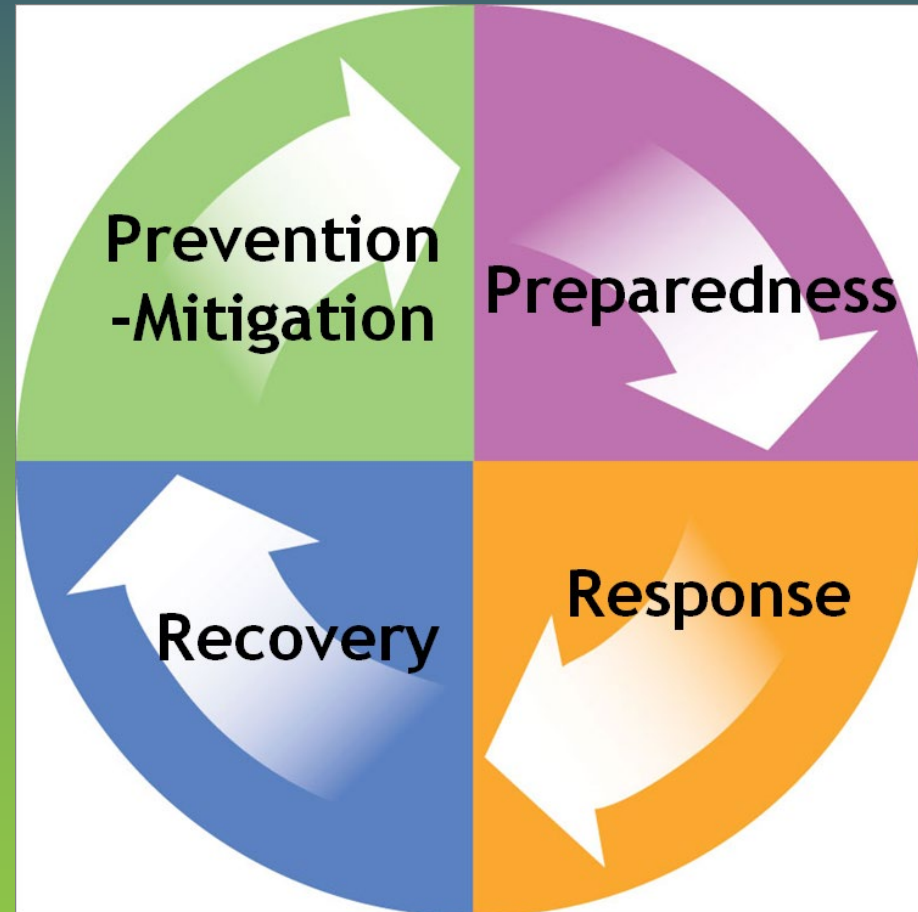 Prevention
-Mitigation
Preparedness
Response
Recovery